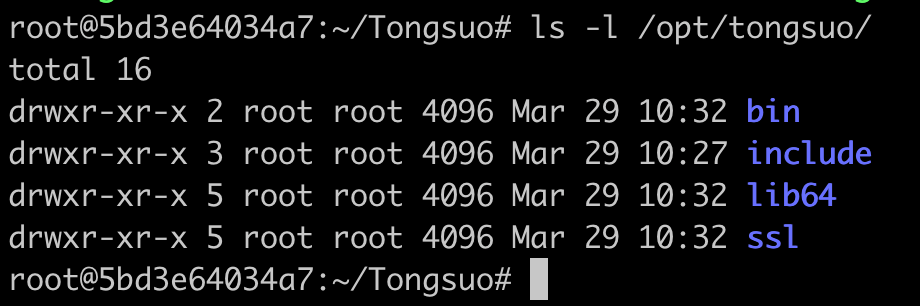 root@5bd3e64034a7:~/Tongsuo# ls -l /opt/tongsuo/
total 16
drwxr-xr-x 2 root root 4096 Mar 29 10:32 bin
drwxr-xr-x 3 root root 4096 Mar 29 10:27 include
drwxr-xr-x 5 root root 4096 Mar 29 10:32 lib64
drwxr-xr-x 5 root root 4096 Mar 29 10:32 ssl
root@5bd3e64034a7:~/Tongsuo#